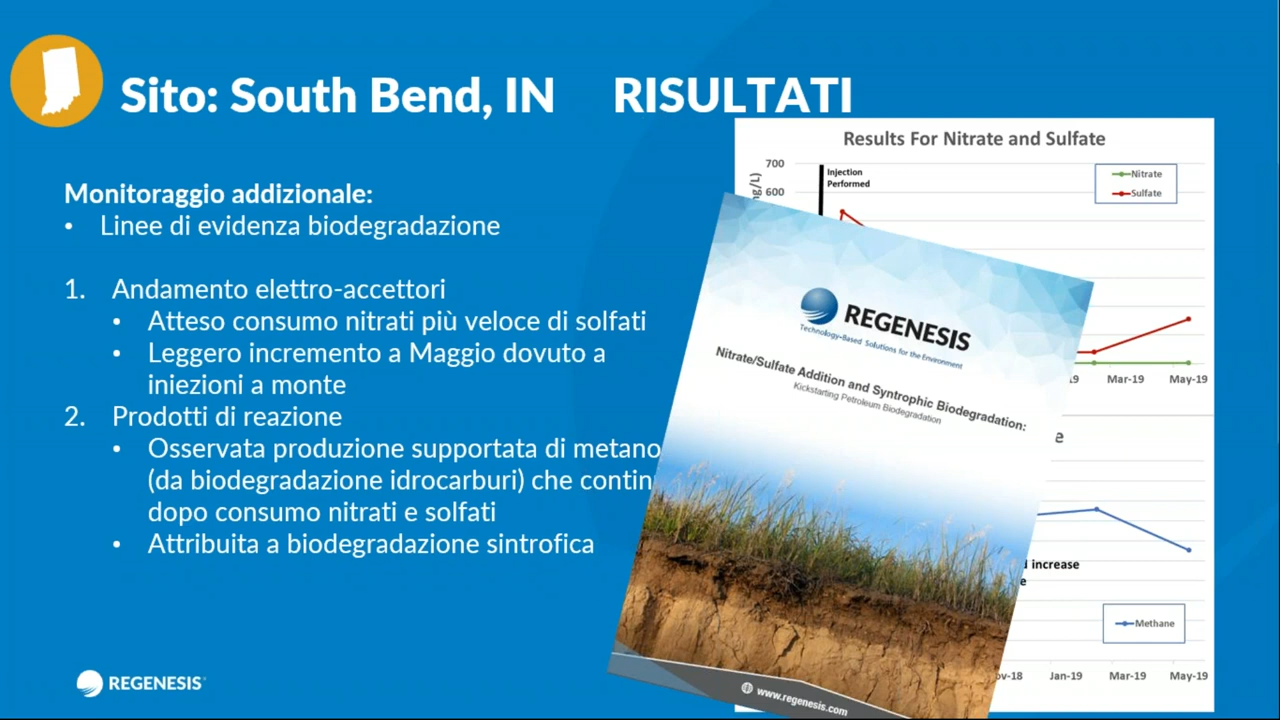 Sito: South Bend, IN RISULTATI
Monitoraggio addizionale:
• Linee di evidenza biodegradazione
1. Andamento elettro-accettori
• Atteso consumo nitrati più veloce di solfati
• Leggero incremento a Maggio dovuto a
iniezioni a monte
2. Prodotti di reazione
• Osservata produzione supportata di metano
(da biodegradazione idrocarburi) che contin
dopo consumo nitrati e solfati
• Attribuita a biodegradazione sintrofica
REGENESIS
Results For Nitrate and Sulfate
700
600
g/L)
Injection
Performed
Nitrate
Sulfate
19 Mar-19 May-19
REGENESIS
Technology-Based Solutions for the Environment
Nitrate/Sulfate Addition and Syntrophic Biodegradation:
Kickstarting Petroleum Biodegradation
www.regenesis.com
e
increase
e
Methane
ov-18 Jan-19 Mar-19 May-19